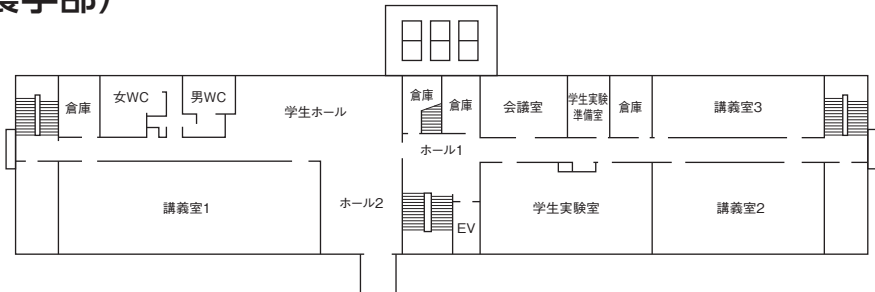 学部）
倉庫
女WC
男WC
学生ホール
倉庫
倉庫
会議室
学生実験
準備室
倉庫
講義室3
ホール1
講義室1
ホール2
EV
学生実験室
講義室2